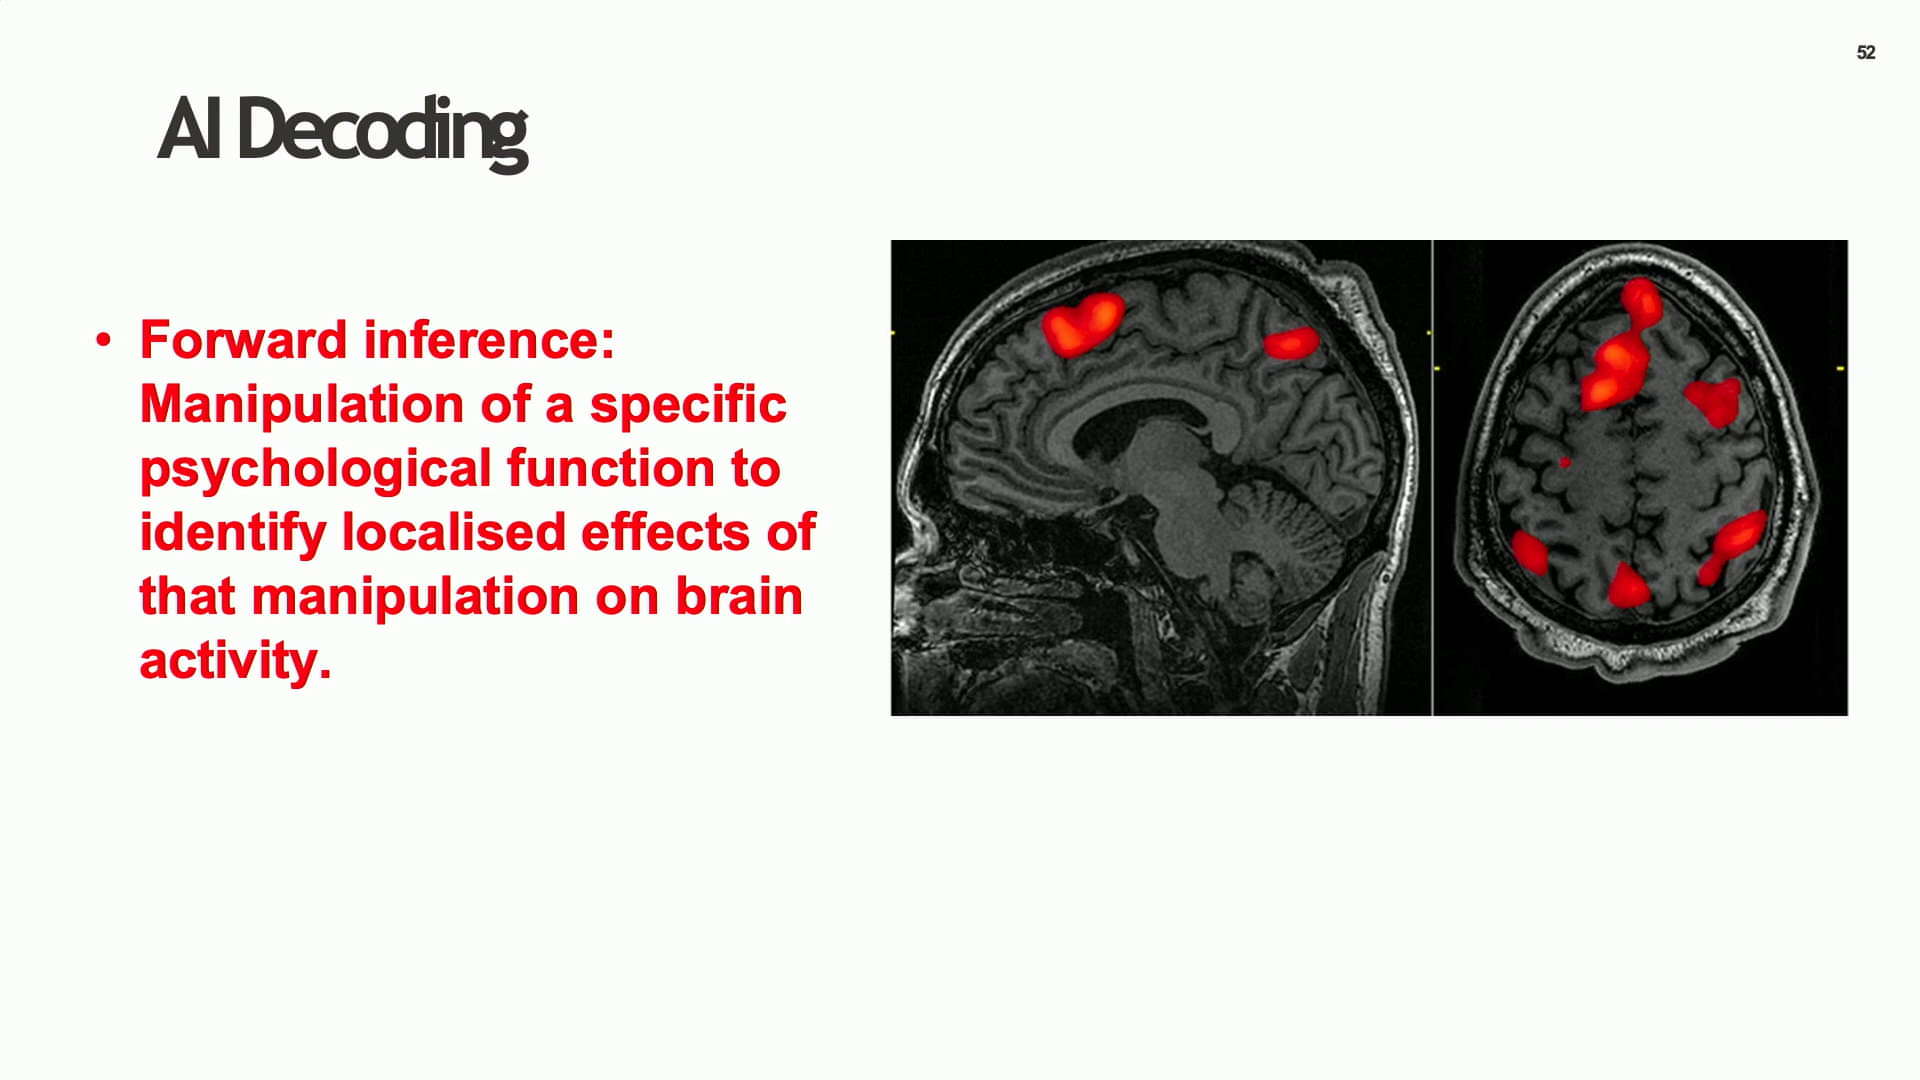 52
AI Decoding
• Forward inference:
Manipulation of a specific
psychological function to
identify localised effects of
that manipulation on brain
activity.